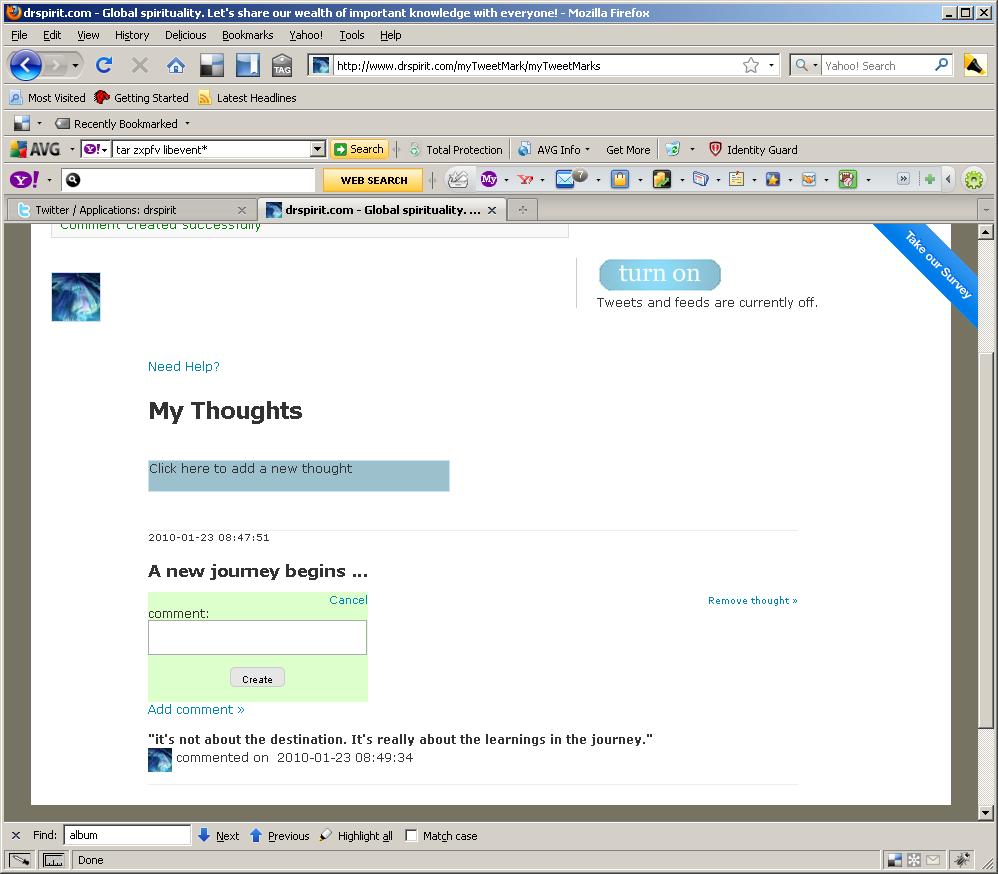 drspirit.com - Global spirituality. Let's share our wealth of important knowledge with everyone! - Mozilla Firefox
File Edit View History Delicious Bookmarks Yahoo! Tools Help
TAG http://www.drspirit.com/myTweetMark/myTweetMarks Yahoo! Search
Most Visited Getting Started Latest Headlines
Recently Bookmarked
AVG Y! tar zxpfv libevent* Search Total Protection AVG Info Get More Identity Guard
Y! WEB SEARCH My Y! 7 »
Twitter / Applications: drspirit drspirit.com - Global spirituality. ...
Comment created successfully
Take our Survey
turn on
Tweets and feeds are currently off.
Need Help?
My Thoughts
Click here to add a new thought
2010-01-23 08:47:51
A new journey begins ...
Cancel Remove thought »
comment:
Create
Add comment »
"it's not about the destination. It's really about the learnings in the journey."
commented on 2010-01-23 08:49:34
Find: album Next Previous Highlight all Match case
Done